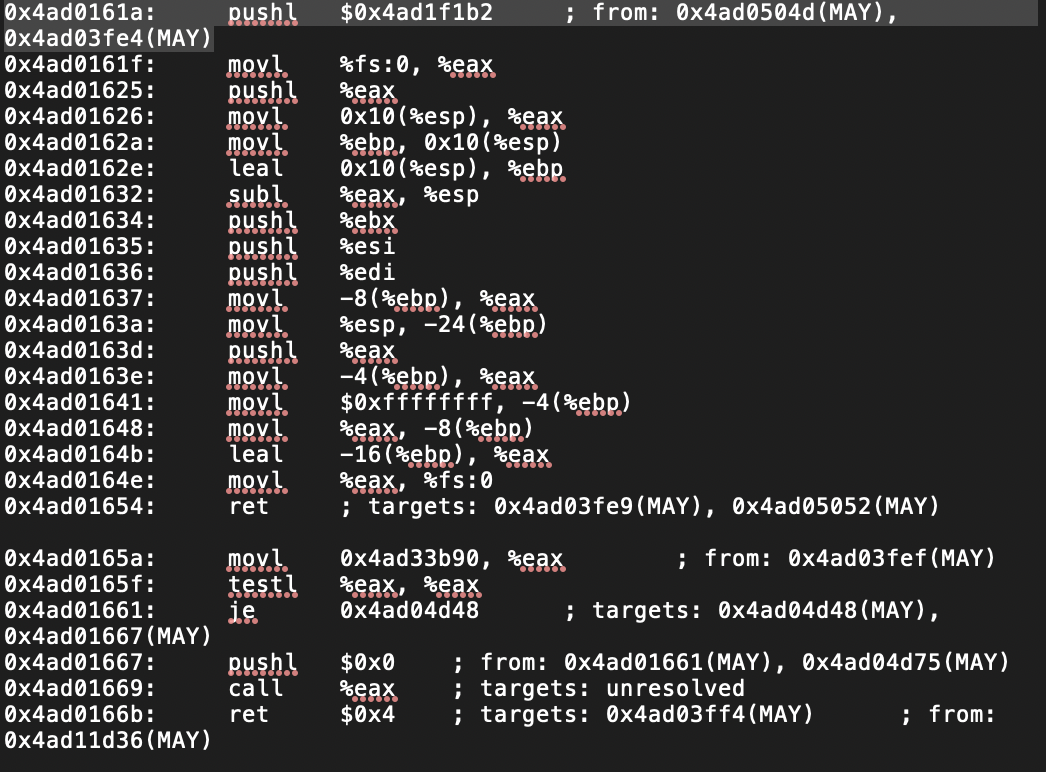 0x4ad0161a: pushl $0x4ad1f1b2 ; from: 0x4ad0504d(MAY),
0x4ad03fe4(MAY)
0x4ad0161f: movl %fs:0, %eax
0x4ad01625: pushl %eax
0x4ad01626: movl 0x10(%esp), %eax
0x4ad0162a: movl %ebp, 0x10(%esp)
0x4ad0162e: leal 0x10(%esp), %ebp
0x4ad01632: subl %eax, %esp
0x4ad01634: pushl %ebx
0x4ad01635: pushl %esi
0x4ad01636: pushl %edi
0x4ad01637: movl -8(%ebp), %eax
0x4ad0163a: movl %esp, -24(%ebp)
0x4ad0163d: pushl %eax
0x4ad0163e: movl -4(%ebp), %eax
0x4ad01641: movl $0xffffffff, -4(%ebp)
0x4ad01648: movl %eax, -8(%ebp)
0x4ad0164b: leal -16(%ebp), %eax
0x4ad0164e: movl %eax, %fs:0
0x4ad01654: ret ; targets: 0x4ad03fe9(MAY), 0x4ad05052(MAY)
0x4ad0165a: movl 0x4ad33b90, %eax ; from: 0x4ad03fef(MAY)
0x4ad0165f: testl %eax, %eax
0x4ad01661: je 0x4ad04d48 ; targets: 0x4ad04d48(MAY),
0x4ad01667(MAY)
0x4ad01667: pushl $0x0 ; from: 0x4ad01661(MAY), 0x4ad04d75(MAY)
0x4ad01669: call %eax ; targets: unresolved
0x4ad0166b: ret $0x4 ; targets: 0x4ad03ff4(MAY) ; from:
0x4ad11d36(MAY)